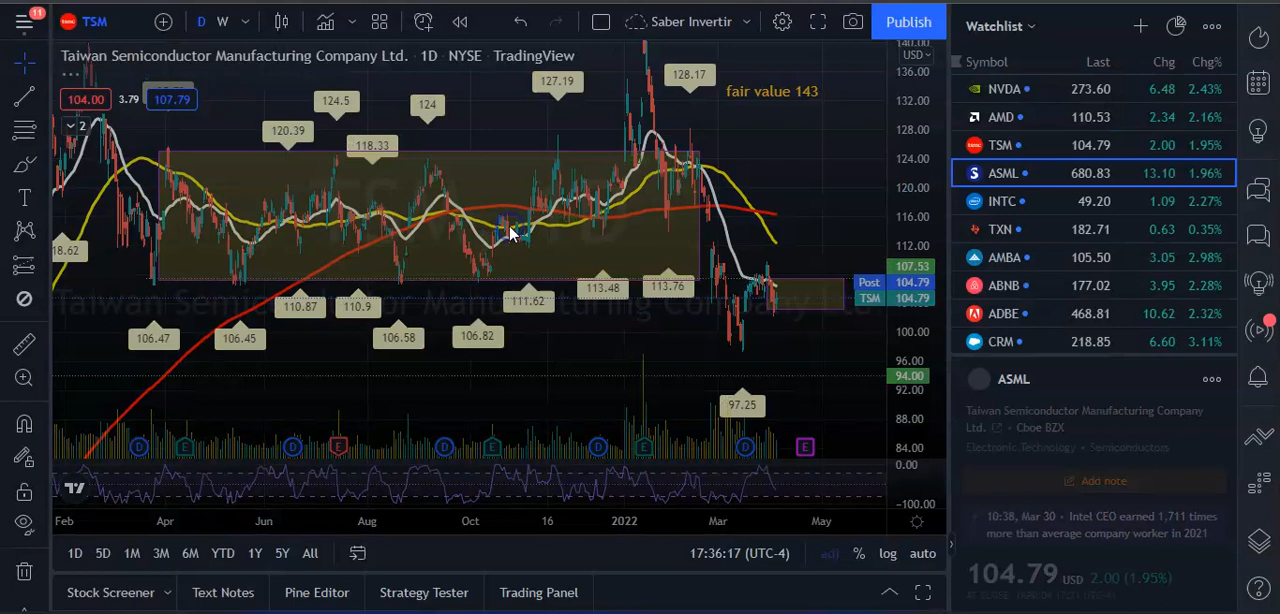 11
TSM
D W
Saber Invertir
Publish
Taiwan Semiconductor Manufacturing Company Ltd. · 1D · NYSE · TradingView
104.00 3.79 107.79
2
124.5
127.19
128.17
fair value 143
120.39
124
118.33
18.62
110.87
110.9
111.62
113.48
113.76
106.47
106.45
106.58
106.82
97.25
TSM, 1D
Taiwan Semiconductor Manufacturing Company Ltd
140.00
USD
136.00
132.00
128.00
124.00
120.00
116.00
112.00
107.53
Post 104.79
TSM 104.79
100.00
96.00
94.00
92.00
88.00
84.00
D E D E D E D E D E
0.00
-100.00
Feb Apr Jun Aug Oct 16 2022 Mar May
1D 5D 1M 3M 6M YTD 1Y 5Y All
17:36:17 (UTC-4) adj % log auto
Stock Screener Text Notes Pine Editor Strategy Tester Trading Panel
Watchlist
Symbol Last Chg Chg%
NVDA 273.60 6.48 2.43%
AMD 110.53 2.34 2.16%
TSM 104.79 2.00 1.95%
ASML 680.83 13.10 1.96%
INTC 49.20 1.09 2.27%
TXN 182.71 0.63 0.35%
AMBA 105.50 3.05 2.98%
ABNB 177.02 3.95 2.28%
ADBE 468.81 10.62 2.32%
CRM 218.85 6.60 3.11%
ASML
Taiwan Semiconductor Manufacturing Company
Ltd. · Cboe BZX
Electronic Technology · Semiconductors
Add note
10:38, Mar 30 · Intel CEO earned 1,711 times
more than average company worker in 2021
104.79 USD 2.00 (1.95%)